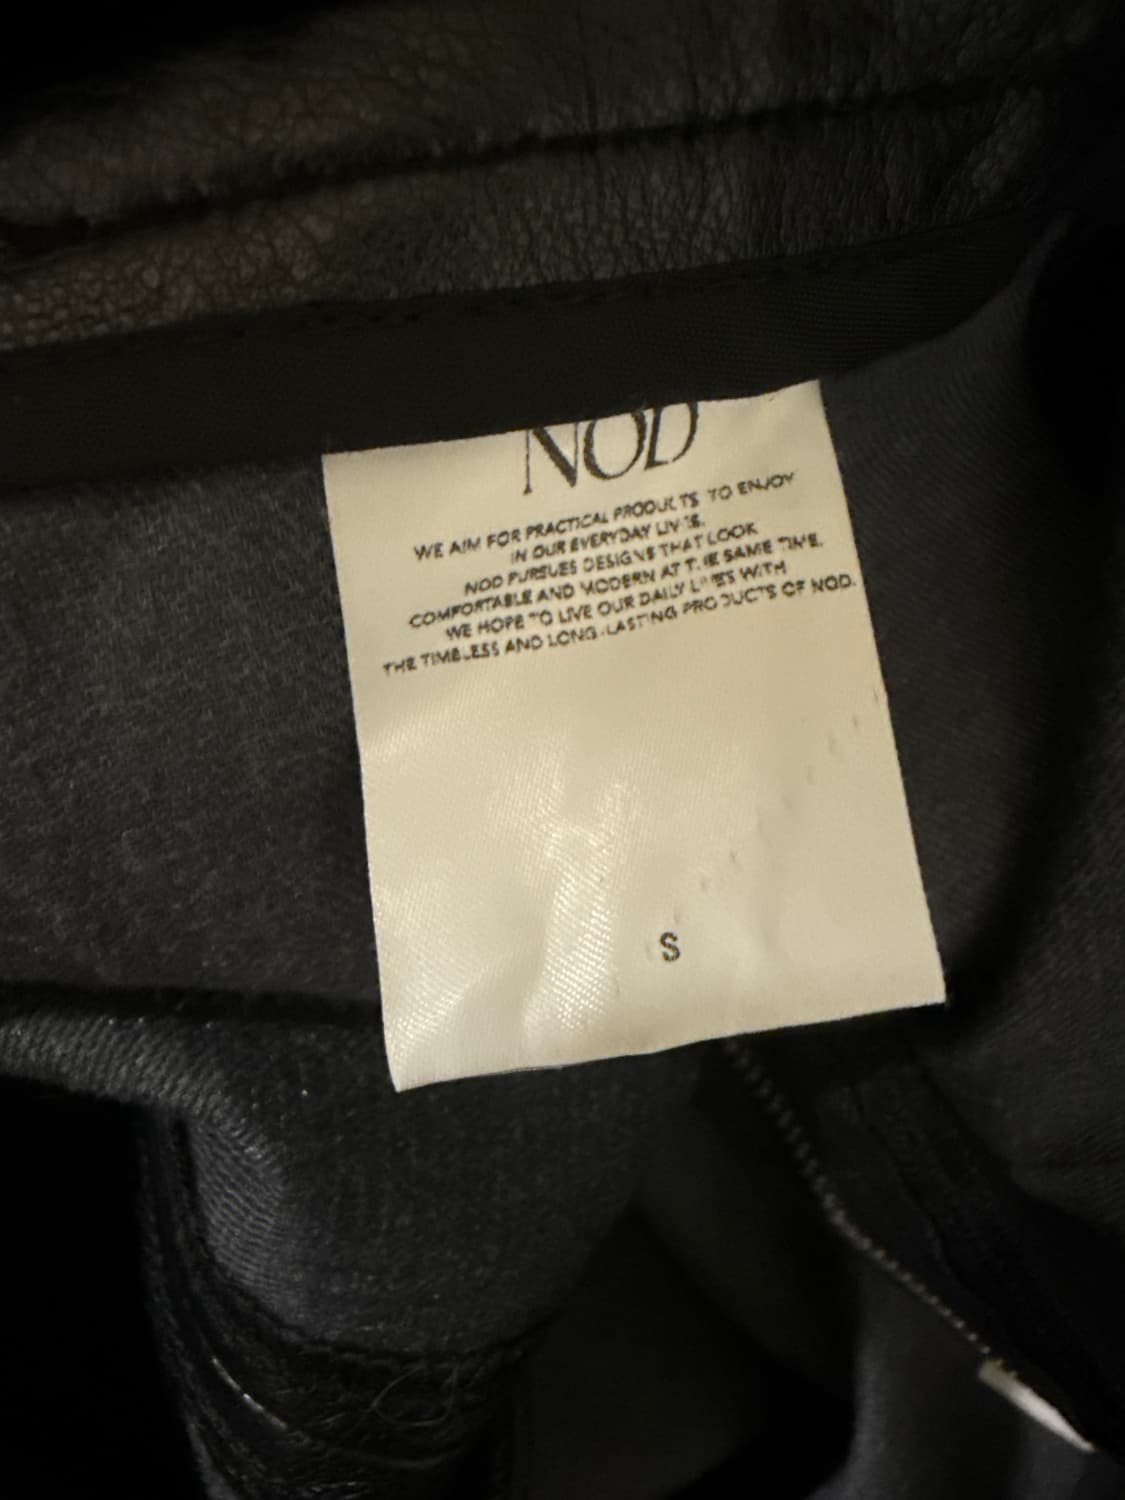 NOD
WE AIM FOR PRACTICAL PRODUCTS TO ENJOY
IN OUR EVERYDAY LIVES.
NOD PURSUES DESIGNS THAT LOOK
COMFORTABLE AND MODERN AT THE SAME TIME.
WE HOPE TO LIVE OUR DAILY LIVES WITH
THE TIMELESS AND LONG-LASTING PRODUCTS OF NOD.
S